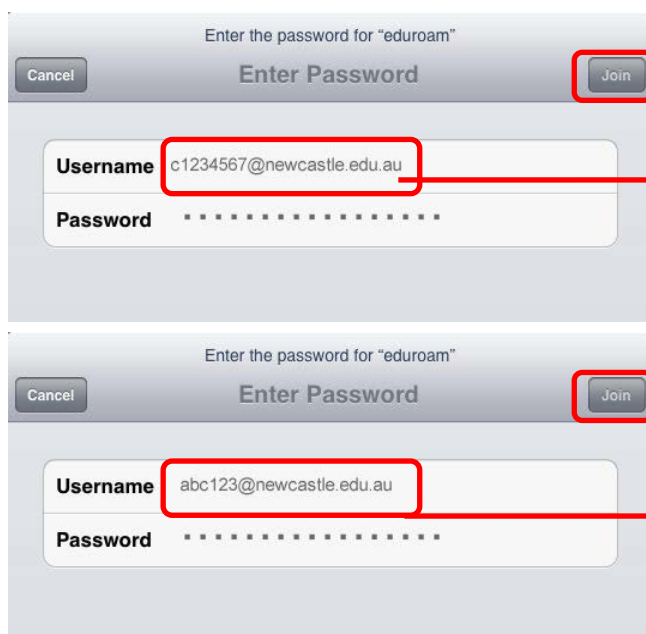 Enter the password for “eduroam”
Cancel Enter Password Join
Username c1234567@newcastle.edu.au
Password
Enter the password for “eduroam”
Cancel Enter Password Join
Username abc123@newcastle.edu.au
Password